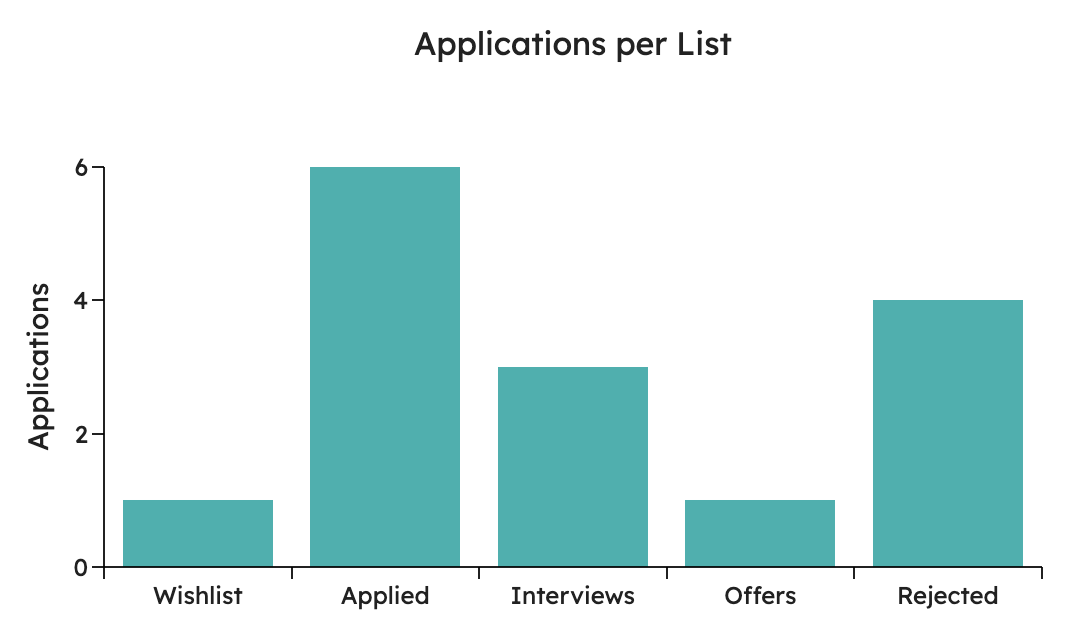 Applications per List
Applications
6
4
2
0
Wishlist Applied Interviews Offers Rejected